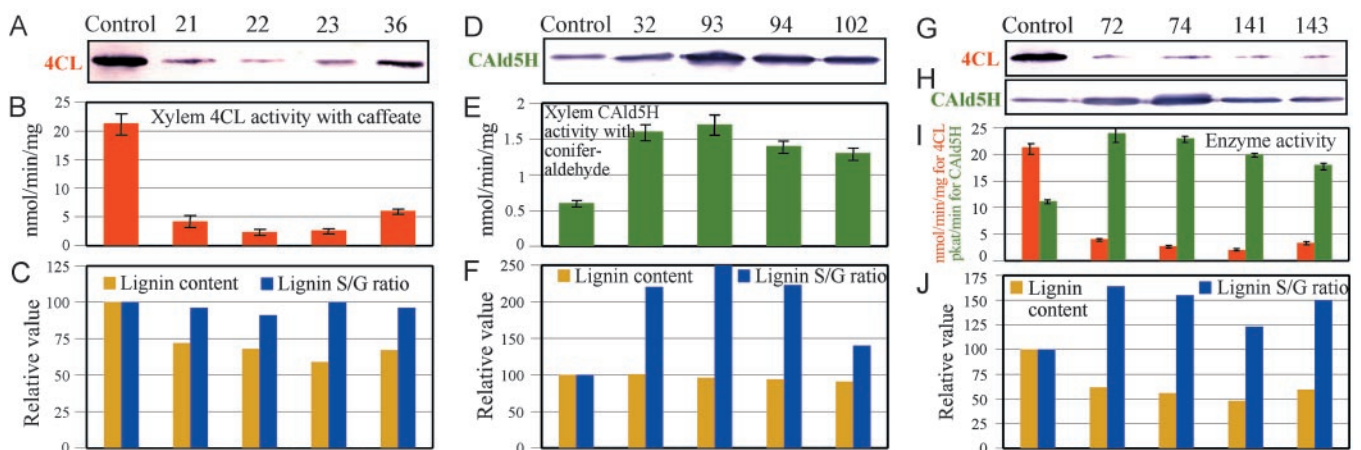 A Control 21 22 23 36
4CL
B Xylem 4CL activity with caffeate
nmol/min/mg
25
20
15
10
5
0
C Lignin content Lignin S/G ratio
Relative value
125
100
75
50
25
0
D Control 32 93 94 102
CAld5H
E Xylem CAld5H
activity with
conifer-
aldehyde
nmol/min/mg
2
1.5
1
0.5
0
F Lignin content Lignin S/G ratio
Relative value
250
200
150
100
50
0
G Control 72 74 141 143
4CL
H
CAld5H
I Enzyme activity
nmol/min/mg for 4CL
pkat/min for CAld5H
25
20
15
10
5
0
J Lignin
content
Lignin S/G ratio
Relative value
175
150
125
100
75
50
25
0